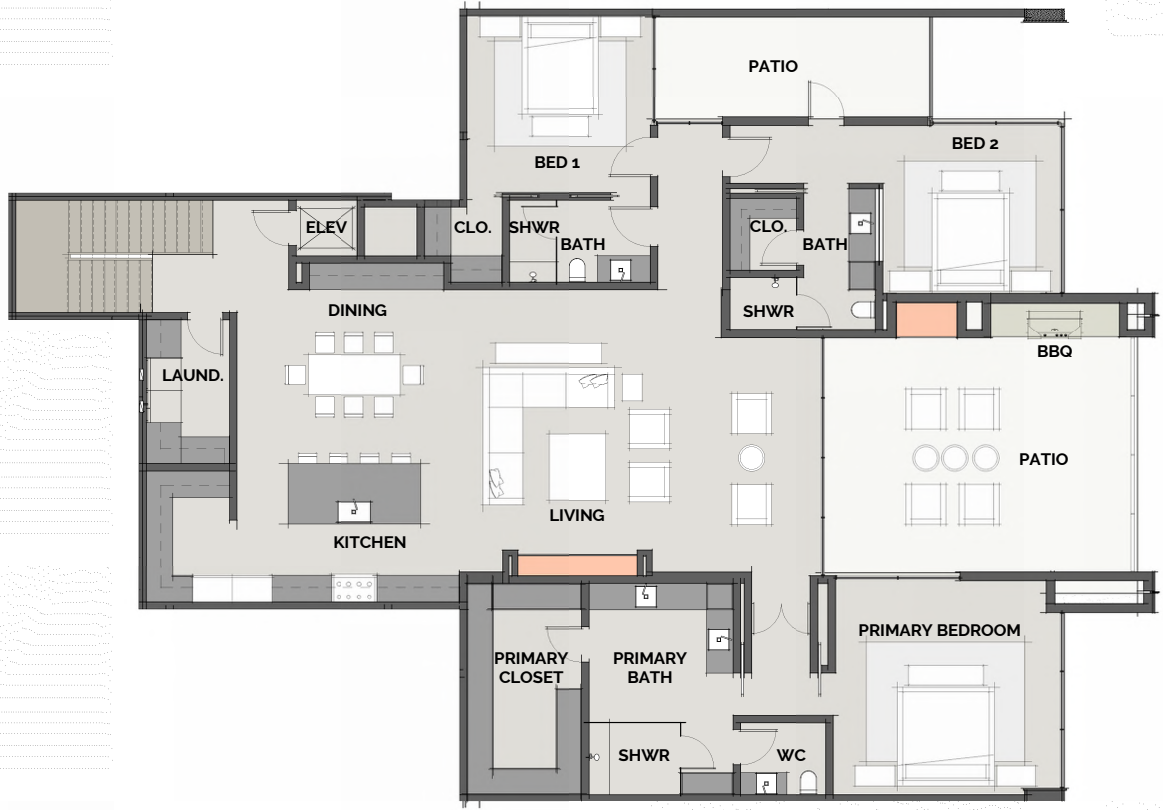 PATIO
BED 2
BED 1
ELEV
CLO.
SHWR
BATH
CLO.
BATH
DINING
SHWR
BBQ
LAUND.
PATIO
LIVING
KITCHEN
PRIMARY BEDROOM
PRIMARY
CLOSET
PRIMARY
BATH
SHWR
WC